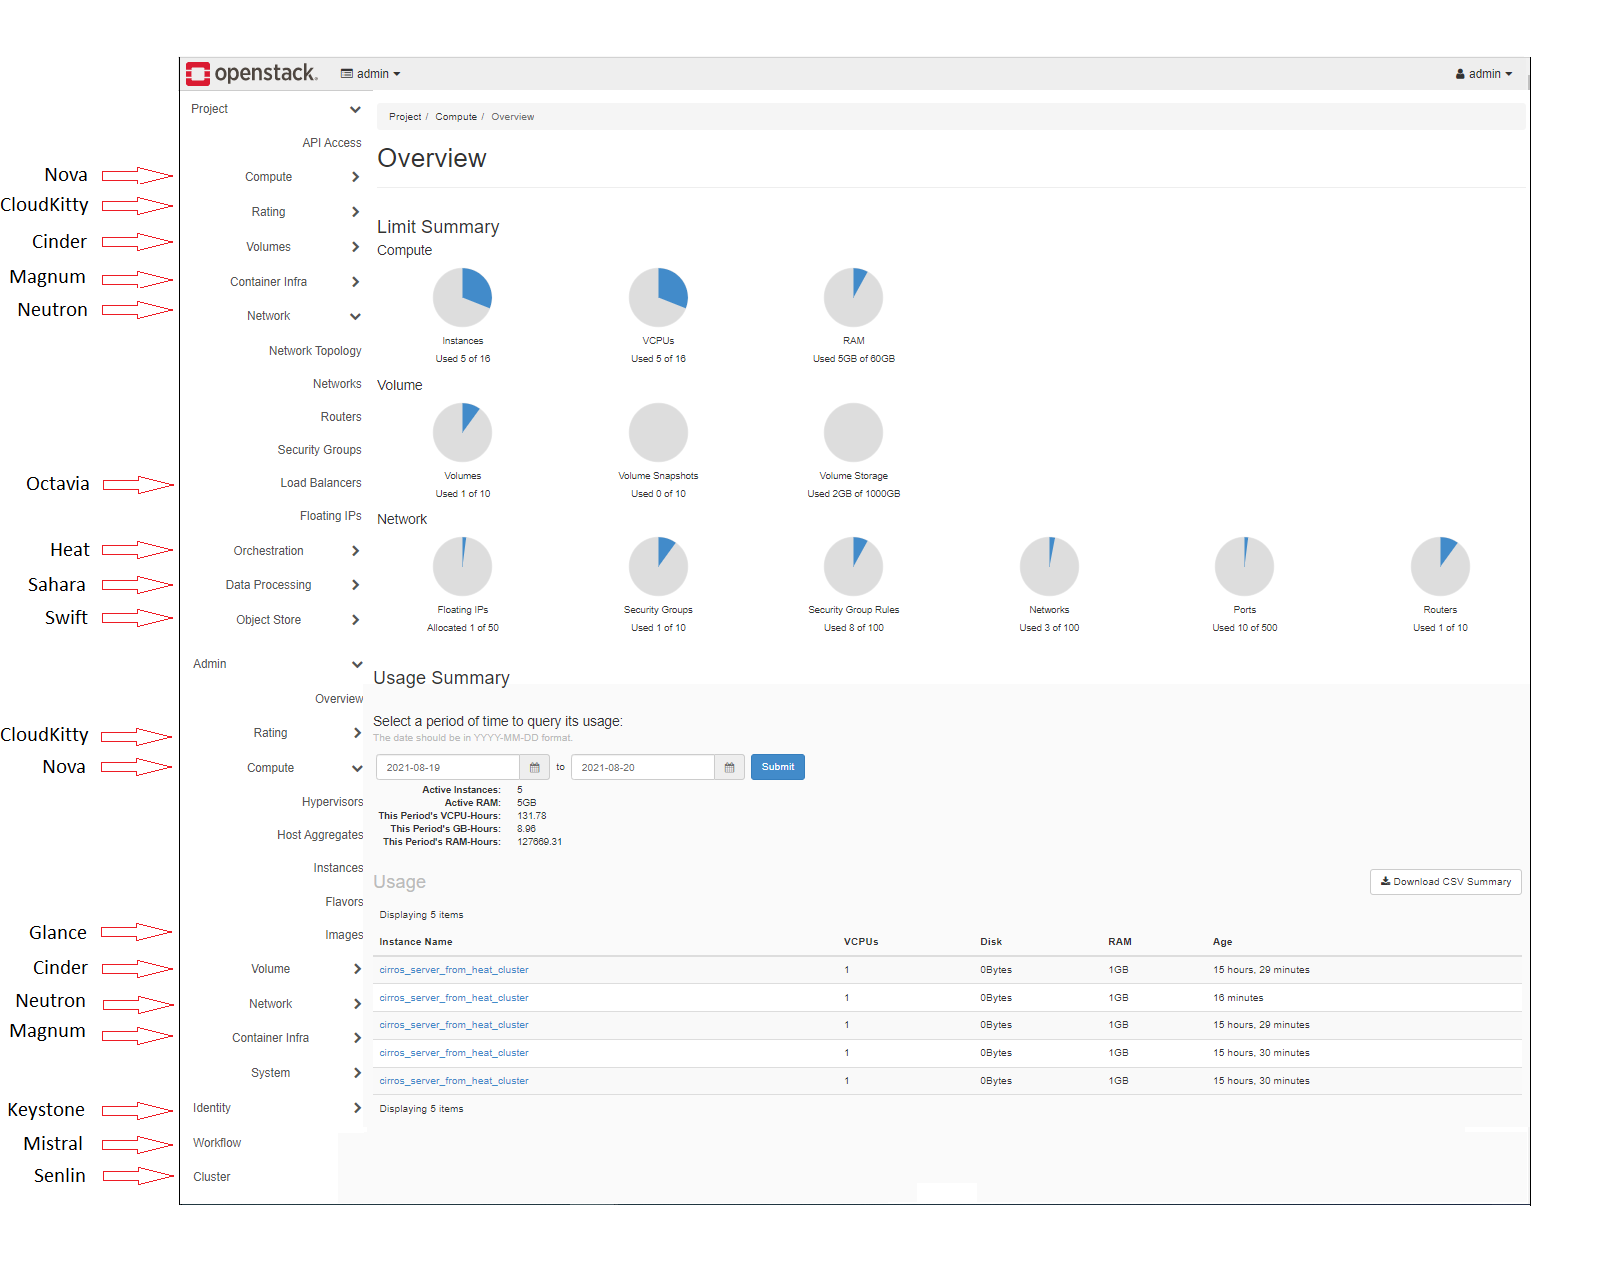 openstack. admin admin
Project
Project / Compute / Overview
API Access
Overview
Nova Compute
CloudKitty Rating
Cinder Volumes
Magnum Container Infra
Neutron Network
Network Topology
Networks
Routers
Security Groups
Octavia Load Balancers
Floating IPs
Heat Orchestration
Sahara Data Processing
Swift Object Store
Admin
Overview
CloudKitty Rating
Nova Compute
Hypervisors
Host Aggregates
Instances
Flavors
Glance Images
Cinder Volume
Neutron Network
Magnum Container Infra
System
Keystone Identity
Mistral Workflow
Senlin Cluster
Limit Summary
Compute
Instances VCPUs RAM
Used 5 of 16 Used 5 of 16 Used 5GB of 60GB
Volume
Volumes Volume Snapshots Volume Storage
Used 1 of 10 Used 0 of 10 Used 2GB of 1000GB
Network
Floating IPs Security Groups Security Group Rules Networks Ports Routers
Allocated 1 of 50 Used 1 of 10 Used 8 of 100 Used 3 of 100 Used 10 of 500 Used 1 of 10
Usage Summary
Select a period of time to query its usage:
The date should be in YYYY-MM-DD format.
2021-08-19 to 2021-08-20 Submit
Active Instances: 5
Active RAM: 5GB
This Period's VCPU-Hours: 131.78
This Period's GB-Hours: 8.96
This Period's RAM-Hours: 127669.31
Usage Download CSV Summary
Displaying 5 items
Instance Name VCPUs Disk RAM Age
cirros_server_from_heat_cluster 1 0Bytes 1GB 15 hours, 29 minutes
cirros_server_from_heat_cluster 1 0Bytes 1GB 16 minutes
cirros_server_from_heat_cluster 1 0Bytes 1GB 15 hours, 29 minutes
cirros_server_from_heat_cluster 1 0Bytes 1GB 15 hours, 30 minutes
cirros_server_from_heat_cluster 1 0Bytes 1GB 15 hours, 30 minutes
Displaying 5 items